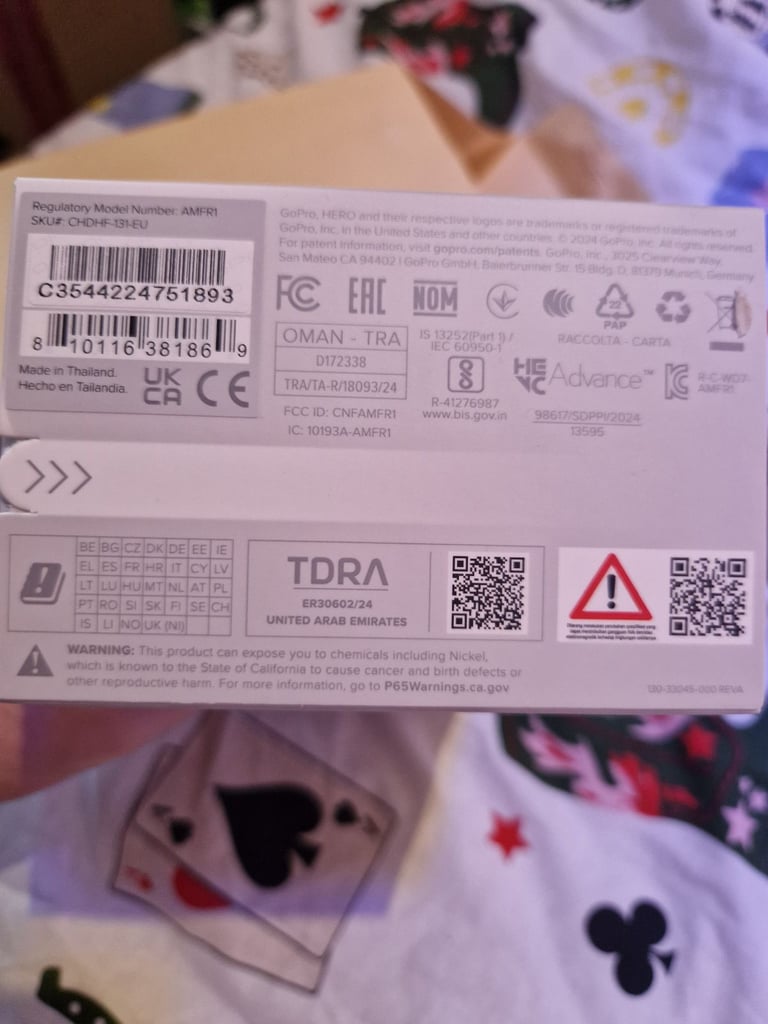 Regulatory Model Number: AMFR1
SKU#: CHDHF-131-EU
C3544224751893
8 10116 38186 9
Made in Thailand.
Hecho en Tailandia.
UK
CA
CE
GoPro, HERO and their respective logos are trademarks or registered trademarks of
GoPro, Inc. in the United States and other countries. © 2024 GoPro, Inc. All rights reserved.
For patent information, visit gopro.com/patents. GoPro, Inc., 3025 Clearview Way,
San Mateo CA 94402 | GoPro GmbH, Baierbrunner Str. 15 Bldg. D, 81379 Munich, Germany
FC
EAC
NOM
22
PAP
RACCOLTA - CARTA
OMAN - TRA
D172338
TRA/TA-R/18093/24
FCC ID: CNFAMFR1
IC: 10193A-AMFR1
IS 13252(Part 1) /
IEC 60950-1
R-41276987
www.bis.gov.in
HEVC Advance™
98617/SDPPI/2024
13595
R-C-WD7-
AMFR1
BE BG CZ DK DE EE IE
EL ES FR HR IT CY LV
LT LU HU MT NL AT PL
PT RO SI SK FI SE CH
IS LI NO UK (NI)
TDRA
ER30602/24
UNITED ARAB EMIRATES
WARNING: This product can expose you to chemicals including Nickel,
which is known to the State of California to cause cancer and birth defects or
other reproductive harm. For more information, go to P65Warnings.ca.gov
130-33045-000 REVA